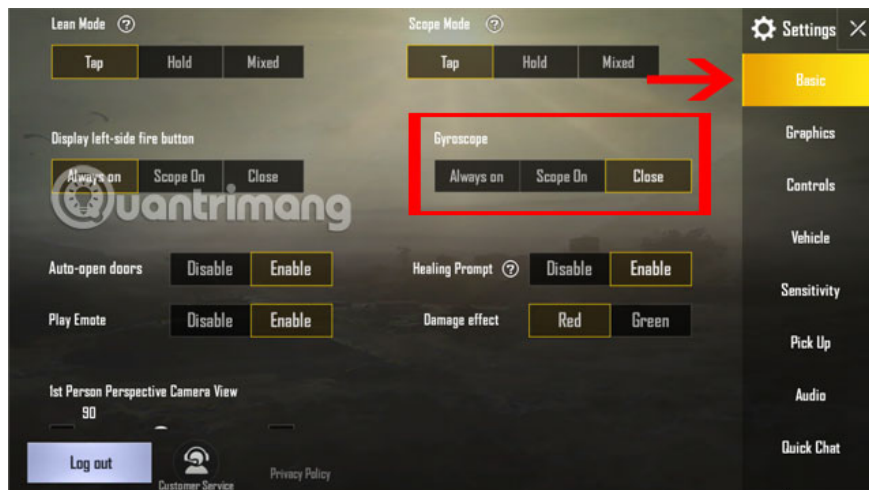 Lean Mode ?
Scope Mode ?
Settings
Tap Hold Mixed
Tap Hold Mixed
Basic
Display left-side fire button
Gyroscope
Graphics
Always on Scope On Close
Always on Scope On Close
Controls
Quantrimang
Vehicle
Auto-open doors Disable Enable
Healing Prompt ? Disable Enable
Sensitivity
Play Emote Disable Enable
Damage effect Red Green
Pick Up
1st Person Perspective Camera View
90
Audio
Log out
Customer Service
Privacy Policy
Quick Chat